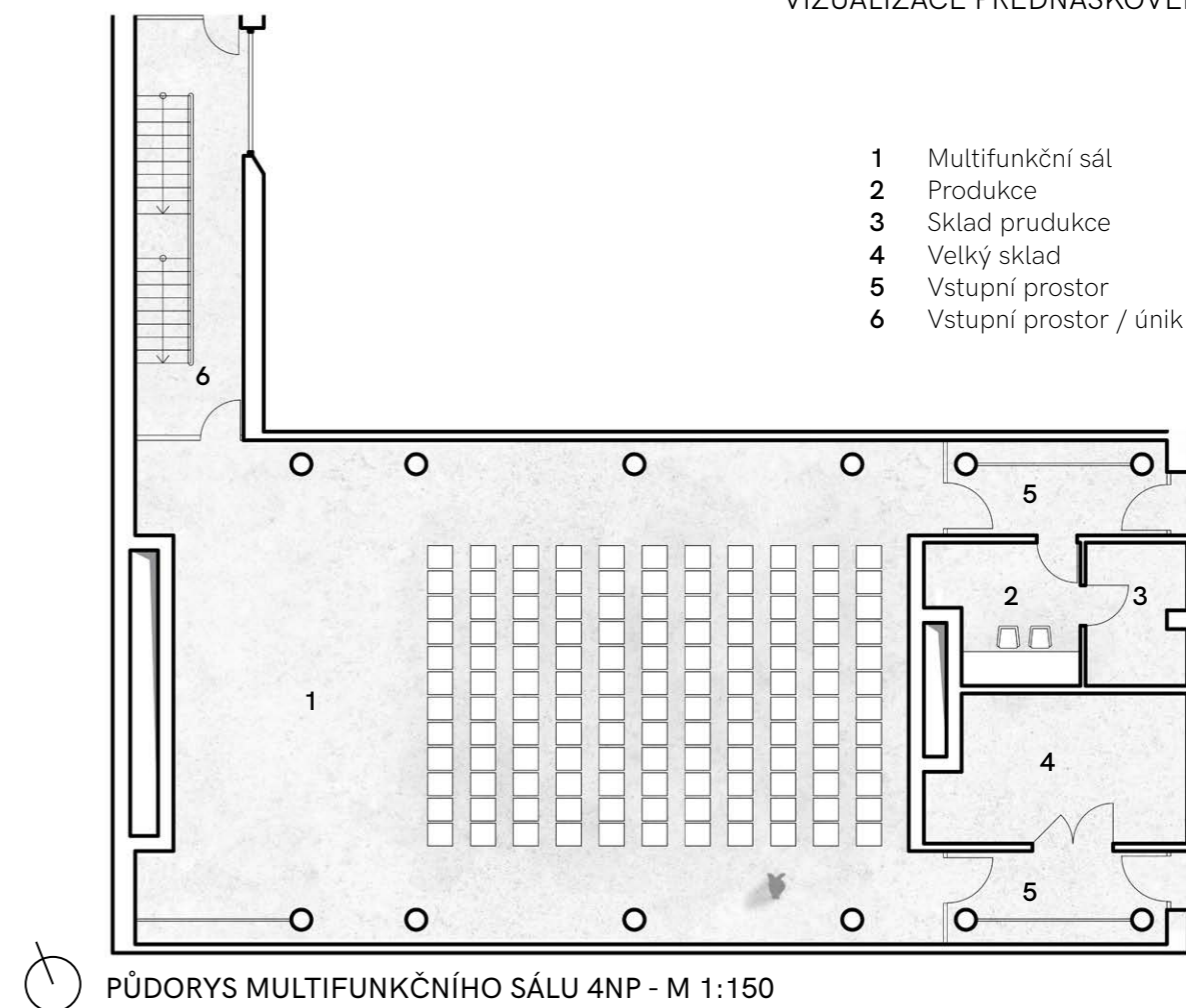 1 Multifunkční sál
2 Produkce
3 Sklad prudukce
4 Velký sklad
5 Vstupní prostor
6 Vstupní prostor / únik
6
5
2
3
1
4
5
PŮDORYS MULTIFUNKČNÍHO SÁLU 4NP - M 1:150